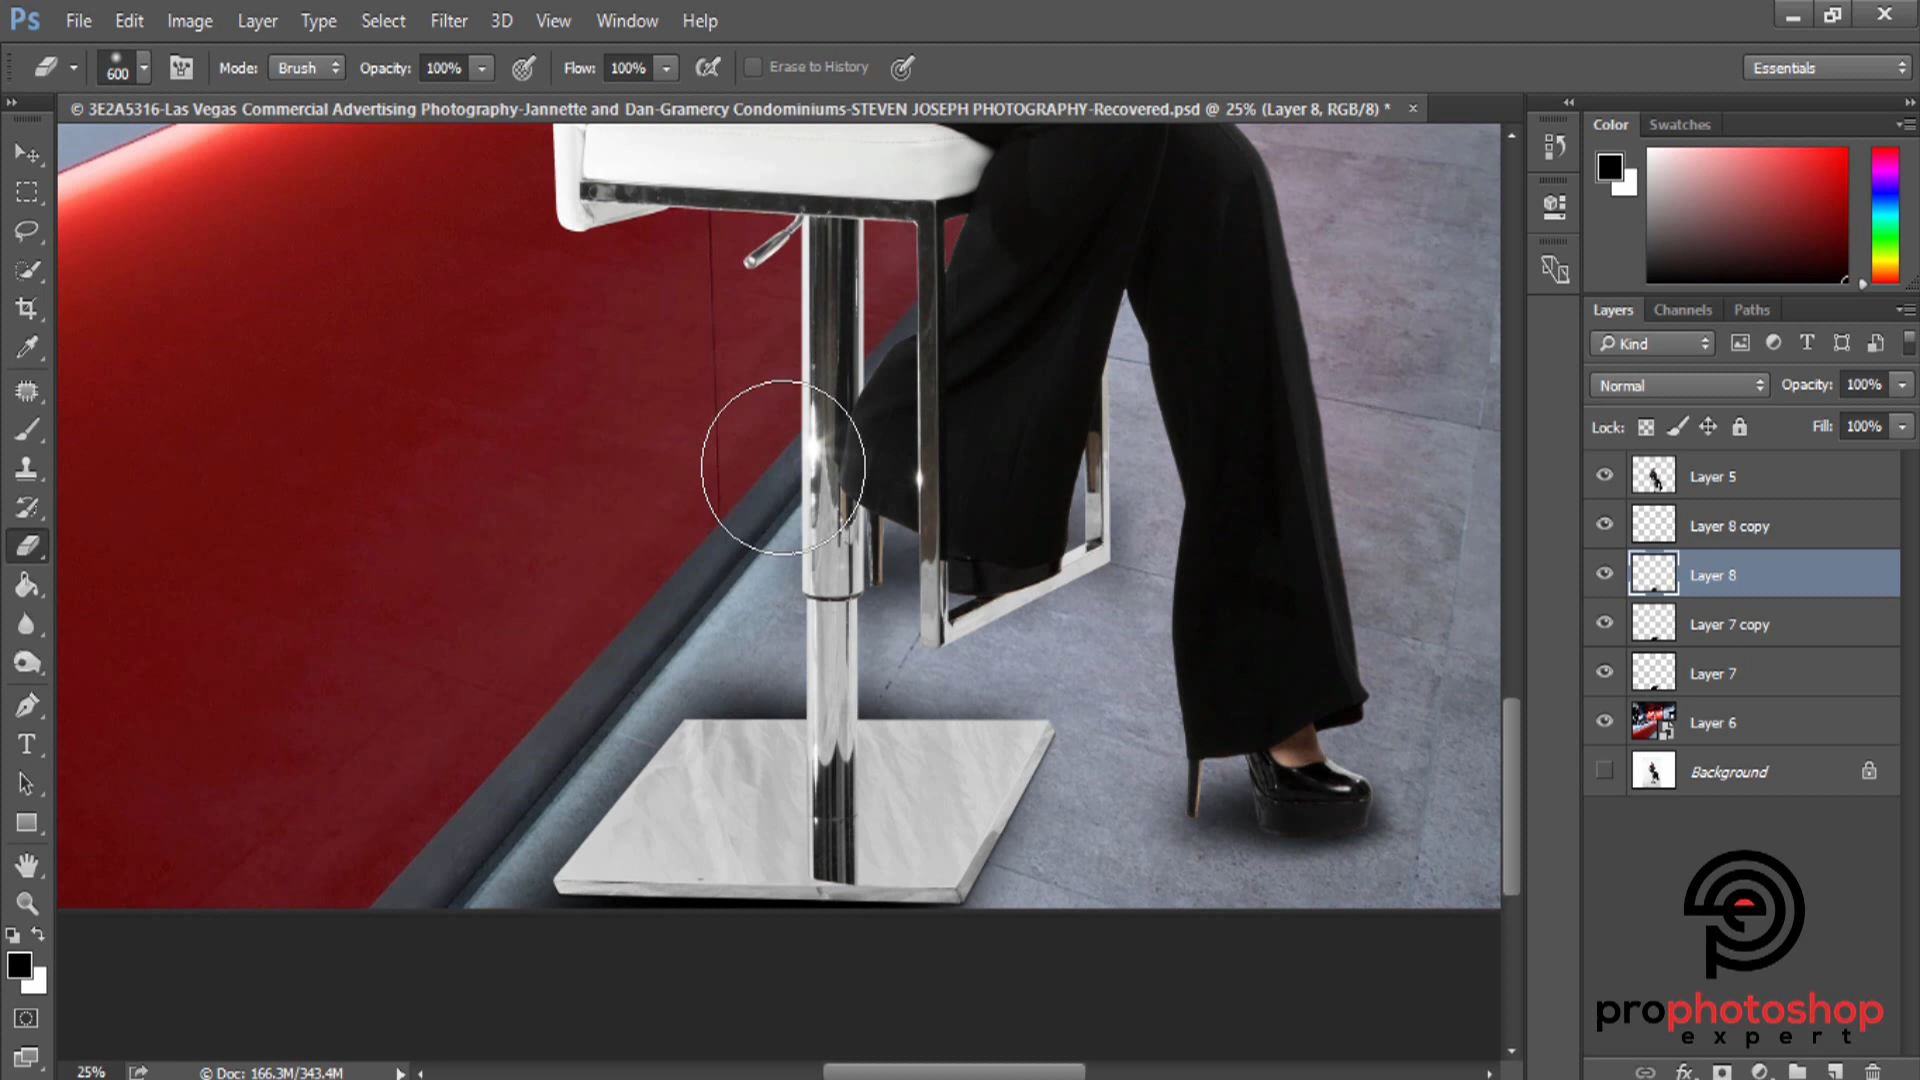 Ps File Edit Image Layer Type Select Filter 3D View Window Help
600 Mode: Brush Opacity: 100% Flow: 100% Erase to History Essentials
© 3E2A5316-Las Vegas Commercial Advertising Photography-Jannette and Dan-Gramercy Condominiums-STEVEN JOSEPH PHOTOGRAPHY-Recovered.psd @ 25% (Layer 8, RGB/8) *
Color Swatches
Layers Channels Paths
Kind
Normal Opacity: 100%
Lock: Fill: 100%
Layer 5
Layer 8 copy
Layer 8
Layer 7 copy
Layer 7
Layer 6
Background
prophotoshop
expert
25% © Doc: 166.3M/343.4M
fx